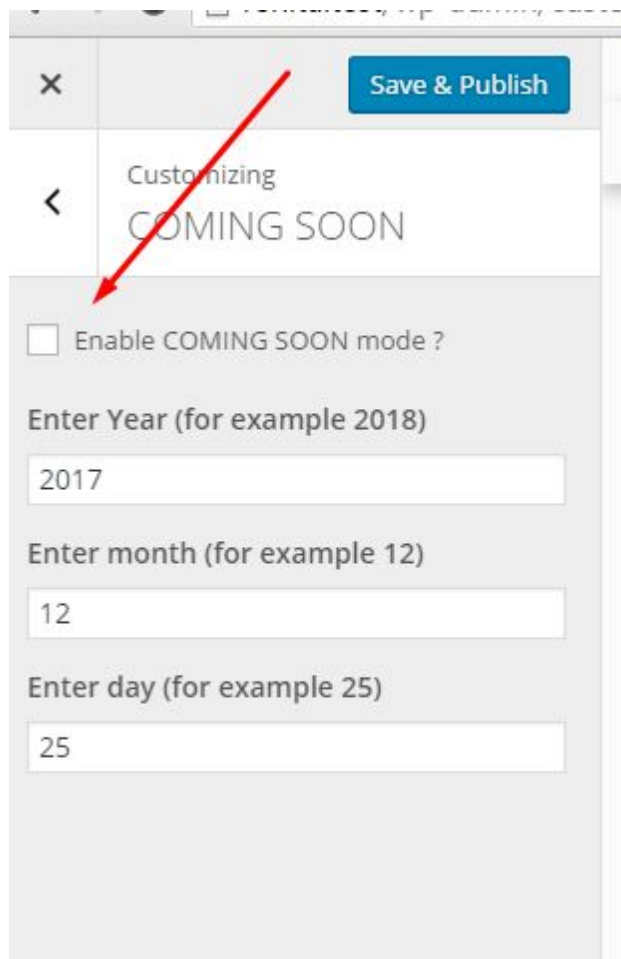 Save & Publish
Customizing
COMING SOON
Enable COMING SOON mode ?
Enter Year (for example 2018)
2017
Enter month (for example 12)
12
Enter day (for example 25)
25